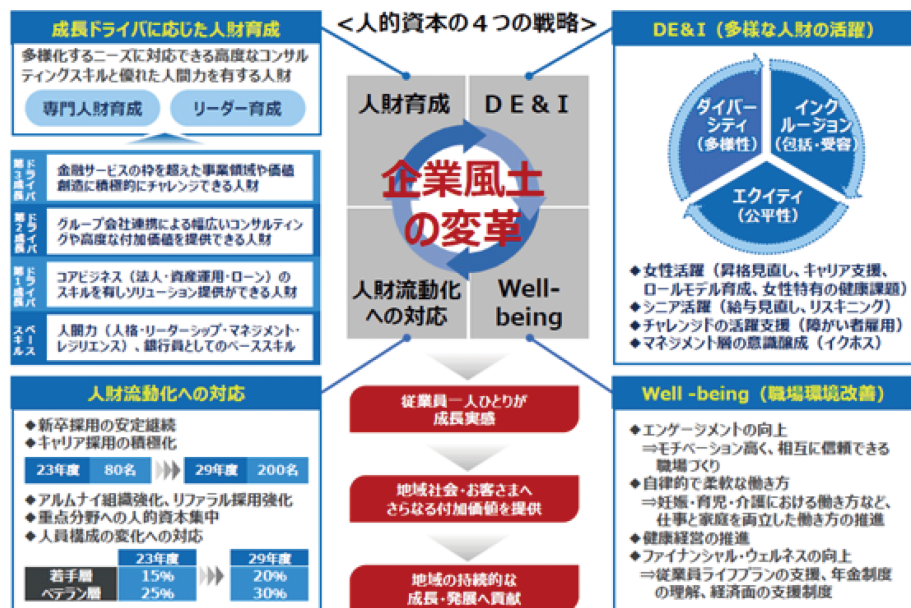 ＜人的資本の４つの戦略＞
成長ドライバに応じた人財育成
多様化するニーズに対応できる高度なコンサル
ティングスキルと優れた人間力を有する人財
専門人財育成
リーダー育成
第３成長
ドライバ
金融サービスの枠を超えた事業領域や価値
創造に積極的にチャレンジできる人財
第２成長
ドライバ
グループ会社連携による幅広いコンサルティン
グや高度な付加価値を提供できる人財
第１成長
ドライバ
コアビジネス（法人・資産運用・ローン）の
スキルを有しソリューション提供ができる人財
ベース
スキル
人間力（人格・リーダーシップ・マネジメント・
レジリエンス）、銀行員としてのベーススキル
人財育成
ＤＥ＆Ｉ
企業風土
の変革
人財流動化
への対応
Well-
being
従業員一人ひとりが
成長実感
地域社会・お客さまへ
さらなる付加価値を提供
地域の持続的な
成長・発展へ貢献
DE&I（多様な人財の活躍）
ダイバー
シティ
（多様性）
インク
ルージョン
（包括・受容）
エクイティ
（公平性）
◆女性活躍（昇格見直し、キャリア支援、
ロールモデル育成、女性特有の健康課題）
◆シニア活躍（給与見直し、リスキニング）
◆チャレンジドの活躍支援（障がい者雇用）
◆マネジメント層の意識醸成（イクボス）
人財流動化への対応
◆新卒採用の安定継続
◆キャリア採用の積極化
23年度 80名 29年度 200名
◆アルムナイ組織強化、リファラル採用強化
◆重点分野への人的資本集中
◆人員構成の変化への対応
23年度 29年度
若手層 15% 20%
ベテラン層 25% 30%
Well -being（職場環境改善）
◆エンゲージメントの向上
⇒モチベーション高く、相互に信頼できる
職場づくり
◆自律的で柔軟な働き方
⇒妊娠・育児・介護における働き方など、
仕事と家庭を両立した働き方の推進
◆健康経営の推進
◆ファイナンシャル・ウェルネスの向上
⇒従業員ライフプランの支援、年金制度
の理解、経済面の支援制度